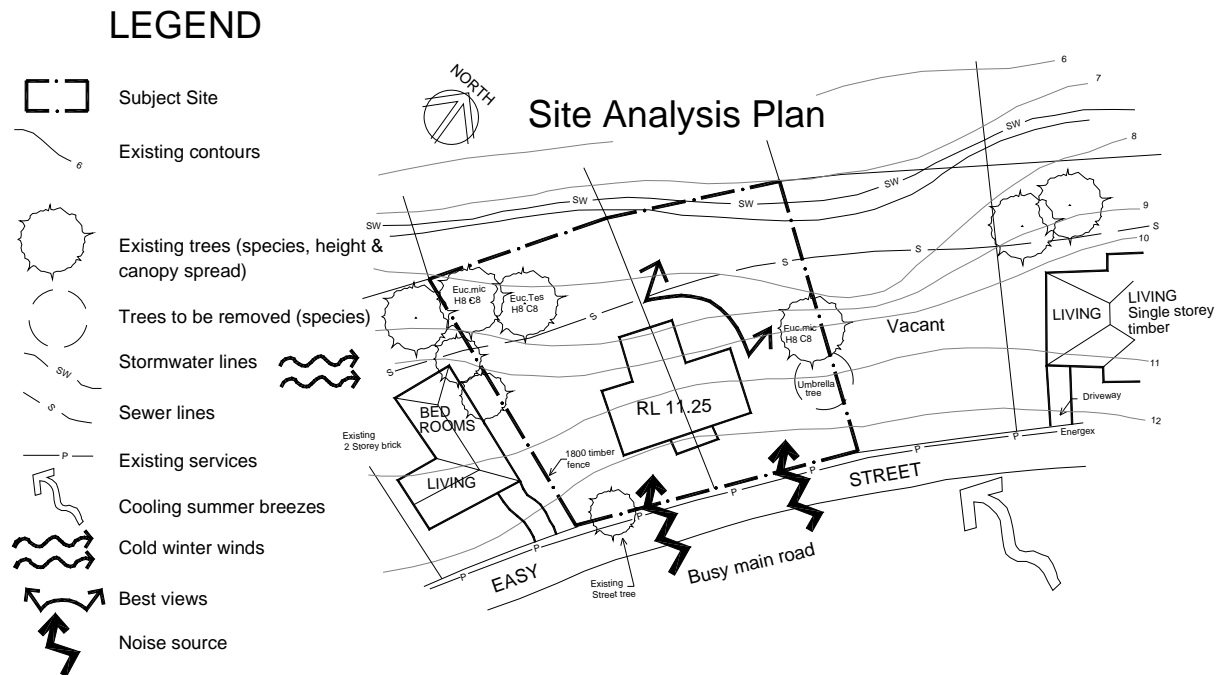 LEGEND
Subject Site
6
Existing contours
Existing trees (species, height &
canopy spread)
Trees to be removed (species)
Stormwater lines
SW
Sewer lines
S
P
Existing services
Cooling summer breezes
Cold winter winds
Best views
Noise source
NORTH
Site Analysis Plan
6
7
8
9
10
11
12
SW
SW
SW
SW
SW
S
S
S
S
S
Euc.mic
H8 C8
Euc.Tes
H8 C8
Euc.mic
H8 C8
Umbrella
tree
Vacant
LIVING
LIVING
Single storey
timber
Driveway
Energex
BED
ROOMS
LIVING
Existing
2 Storey brick
RL 11.25
1800 timber
fence
P
P
P
P
P
P
P
EASY
STREET
Busy main road
Existing
Street tree